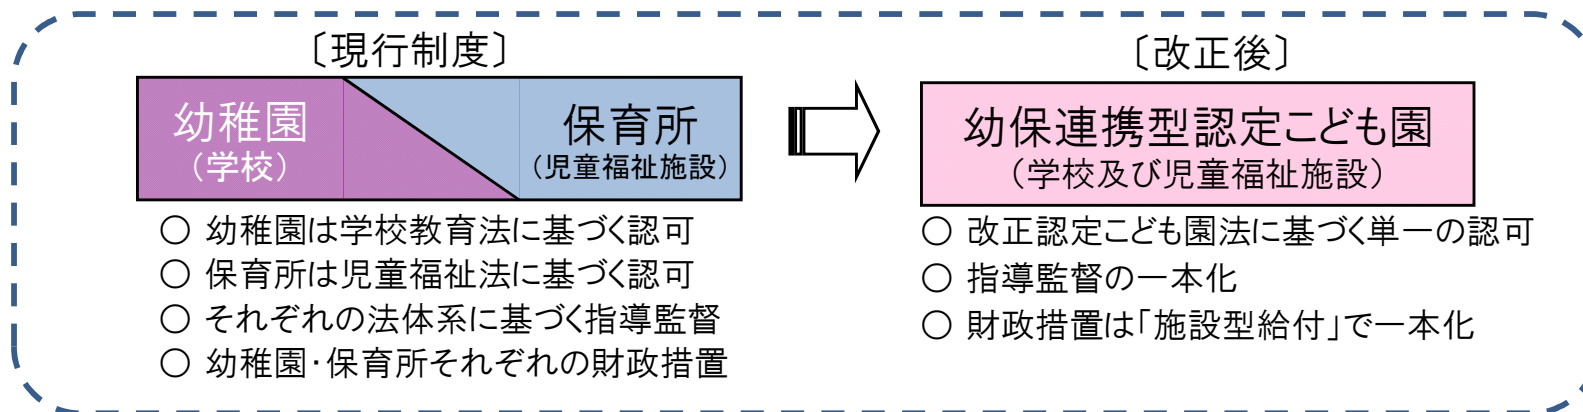 〔現行制度〕
幼稚園
（学校）
保育所
（児童福祉施設）
○ 幼稚園は学校教育法に基づく認可
○ 保育所は児童福祉法に基づく認可
○ それぞれの法体系に基づく指導監督
○ 幼稚園・保育所それぞれの財政措置
〔改正後〕
幼保連携型認定こども園
（学校及び児童福祉施設）
○ 改正認定こども園法に基づく単一の認可
○ 指導監督の一本化
○ 財政措置は「施設型給付」で一本化